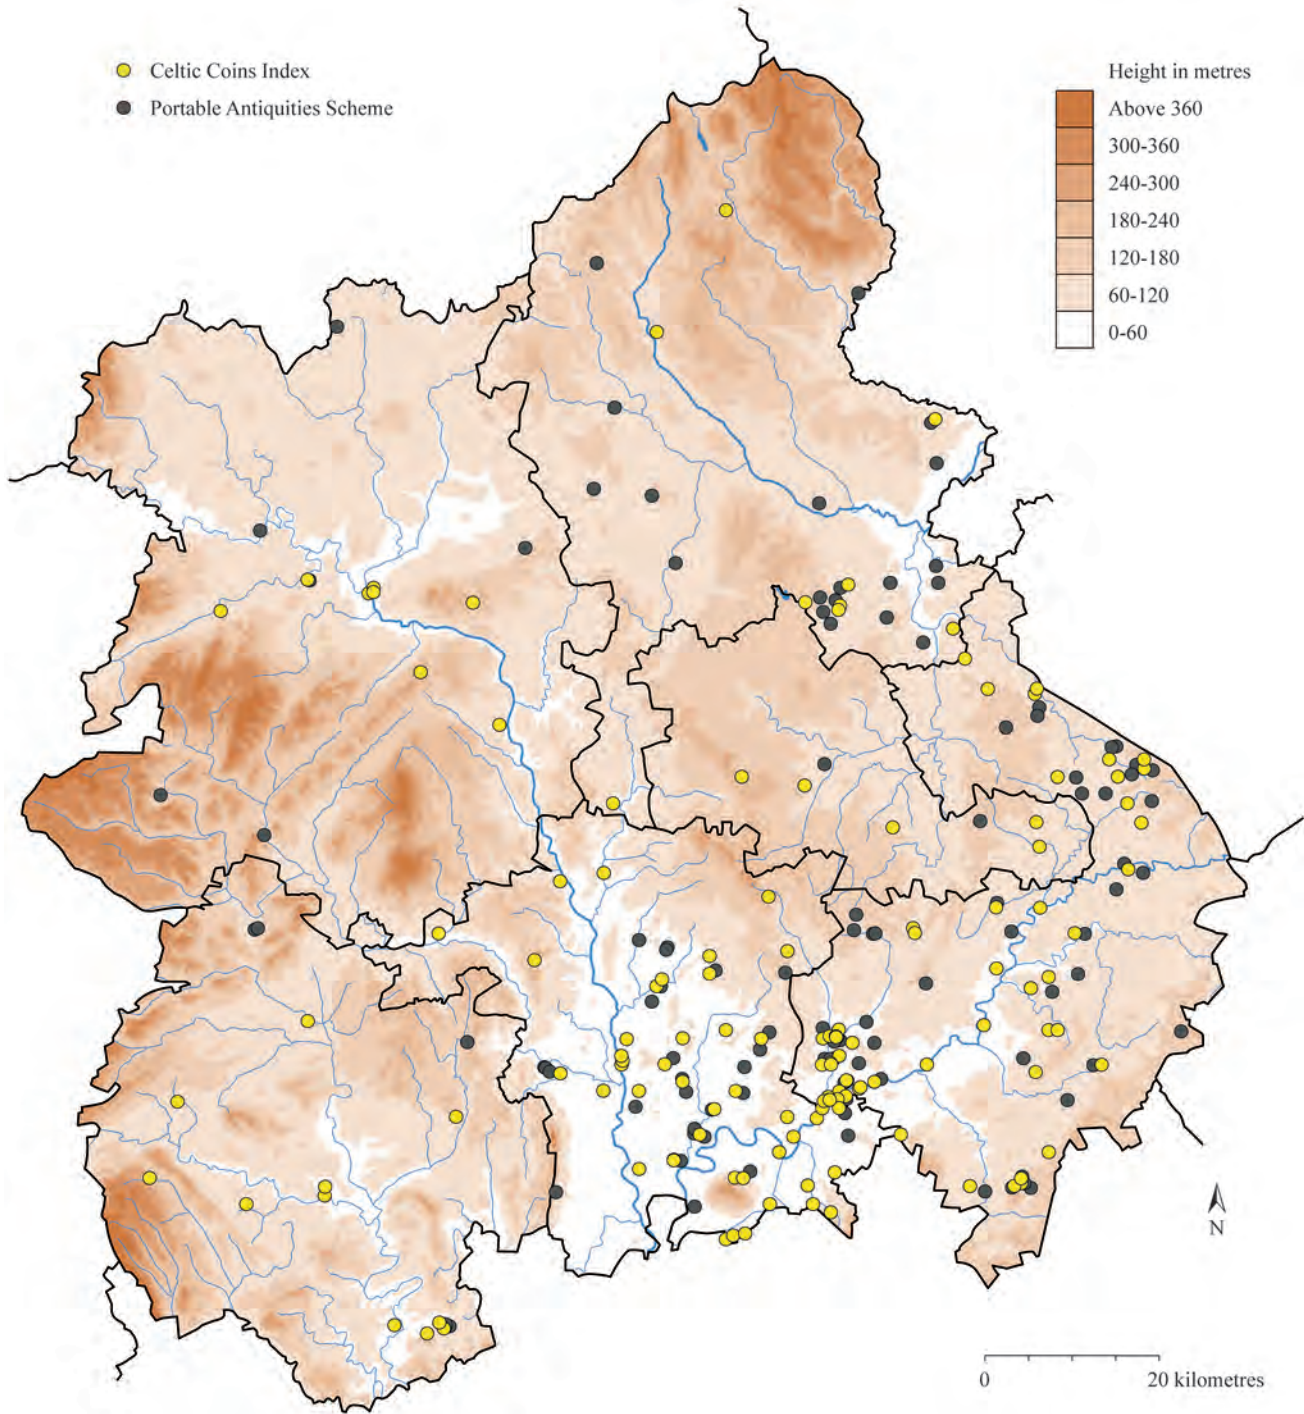 Celtic Coins Index
Portable Antiquities Scheme
Height in metres
Above 360
300-360
240-300
180-240
120-180
60-120
0-60
N
0 20 kilometres